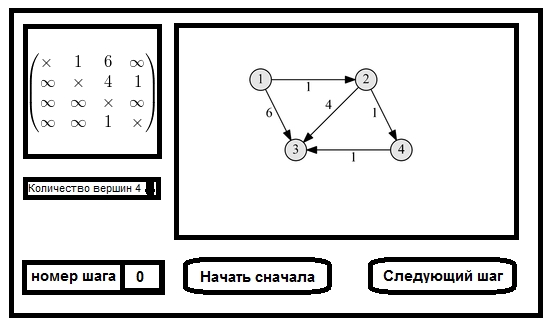 × 1 6 ∞
∞ × 4 1
∞ ∞ × ∞
∞ ∞ 1 ×
Количество вершин 4
1 1 2
6 4 1
3 1 4
номер шага 0
Начать сначала
Следующий шаг